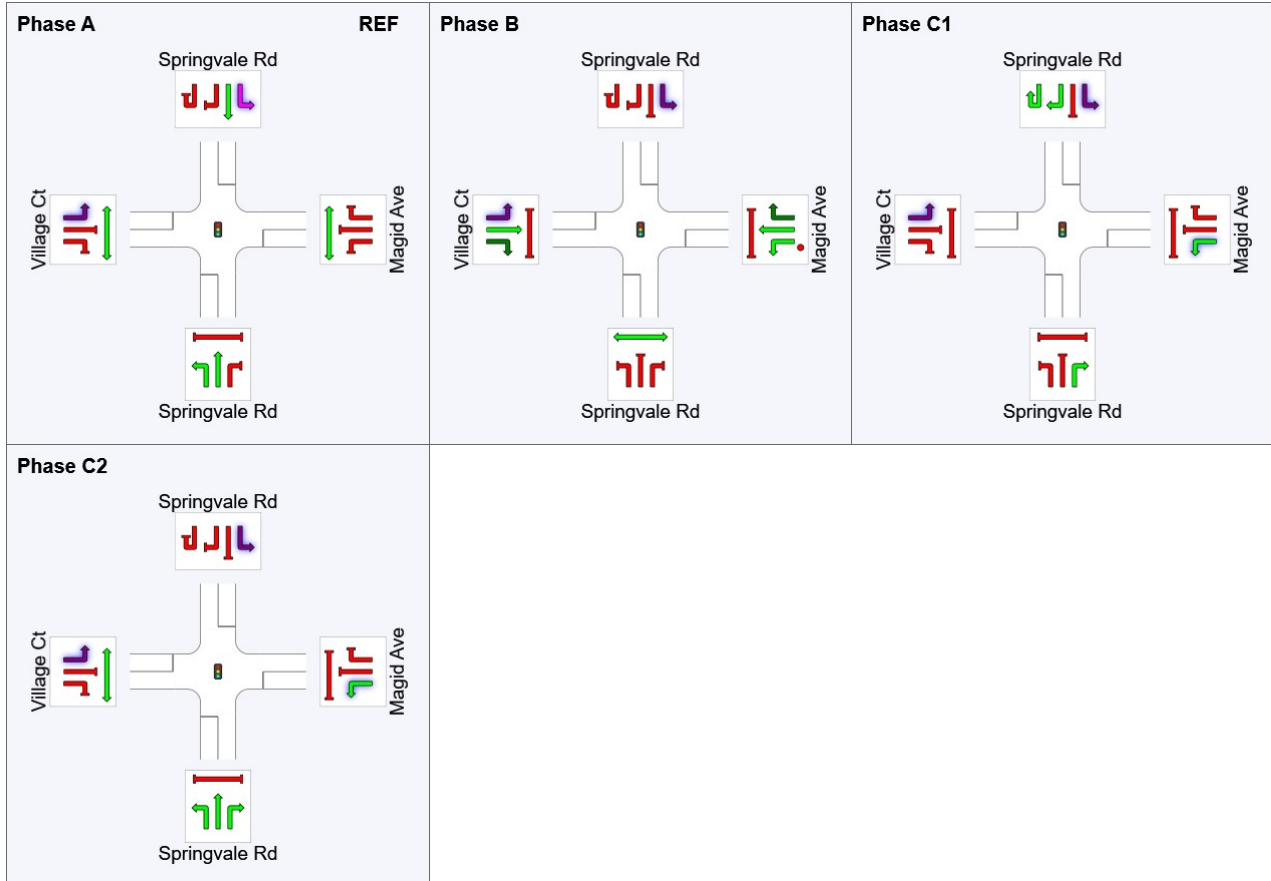 Phase A
REF
Springvale Rd
Village Ct
Magid Ave
Springvale Rd
Phase B
Springvale Rd
Village Ct
Magid Ave
Springvale Rd
Phase C1
Springvale Rd
Village Ct
Magid Ave
Springvale Rd
Phase C2
Springvale Rd
Village Ct
Magid Ave
Springvale Rd